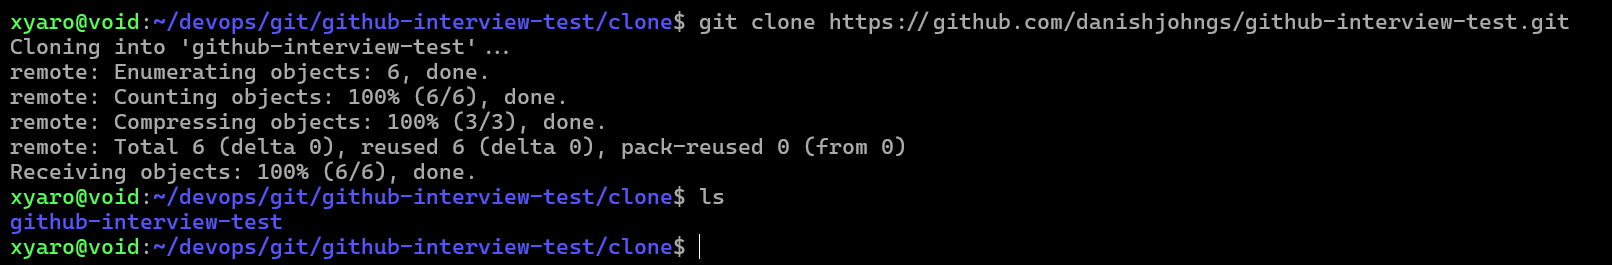 xyaro@void:~/devops/git/github-interview-test/clone$ git clone https://github.com/danishjohngs/github-interview-test.git
Cloning into 'github-interview-test'...
remote: Enumerating objects: 6, done.
remote: Counting objects: 100% (6/6), done.
remote: Compressing objects: 100% (3/3), done.
remote: Total 6 (delta 0), reused 6 (delta 0), pack-reused 0 (from 0)
Receiving objects: 100% (6/6), done.
xyaro@void:~/devops/git/github-interview-test/clone$ ls
github-interview-test
xyaro@void:~/devops/git/github-interview-test/clone$